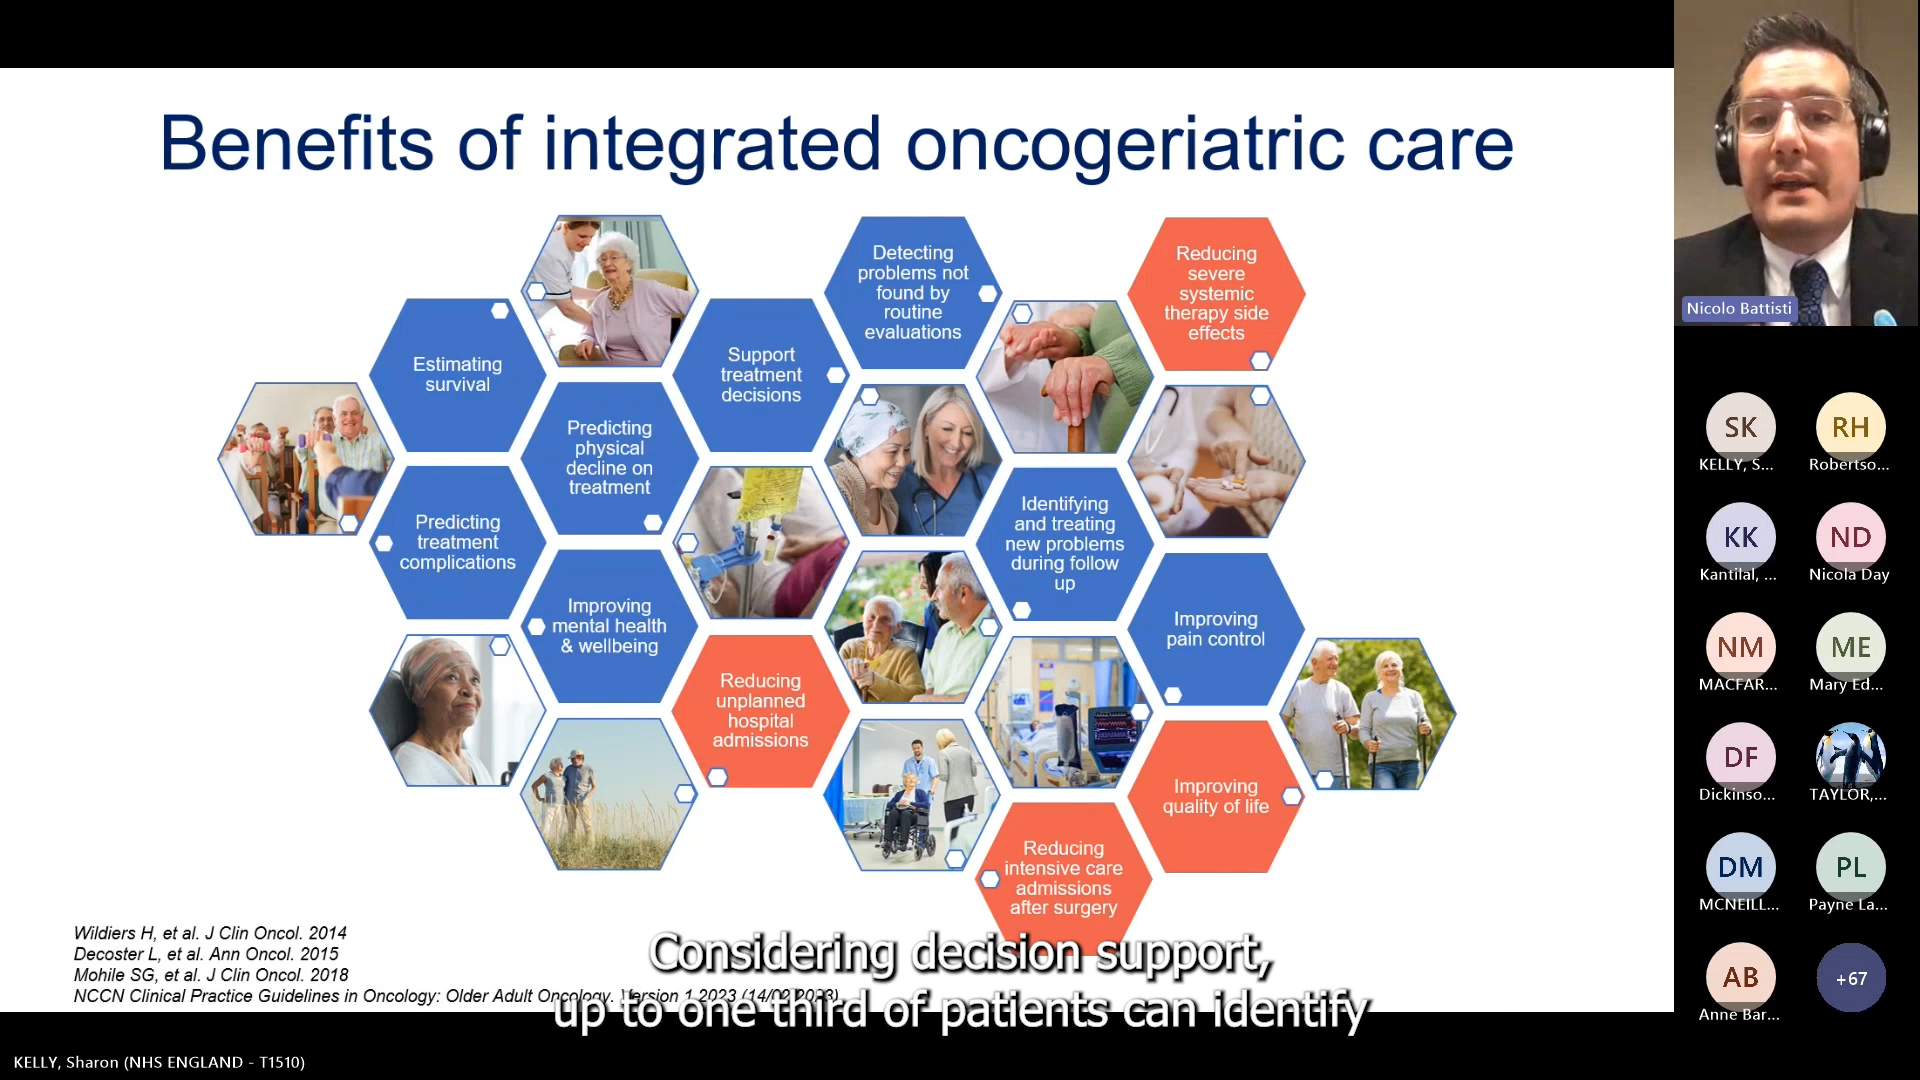 Benefits of integrated oncogeriatric care
Detecting
problems not
found by
routine
evaluations
Reducing
severe
systemic
therapy side
effects
Estimating
survival
Support
treatment
decisions
Predicting
physical
decline on
treatment
Predicting
treatment
complications
Identifying
and treating
new problems
during follow
up
Improving
mental health
& wellbeing
Improving
pain control
Reducing
unplanned
hospital
admissions
Improving
quality of life
Reducing
intensive care
admissions
after surgery
Wildiers H, et al. J Clin Oncol. 2014
Decoster L, et al. Ann Oncol. 2015
Mohile SG, et al. J Clin Oncol. 2018
NCCN Clinical Practice Guidelines in Oncology: Older Adult Oncology. Version 1.2023 (14/02/2023)
Considering decision support,
up to one third of patients can identify
KELLY, Sharon (NHS ENGLAND - T1510)
Nicolo Battisti
SK
KELLY, S...
RH
Robertso...
KK
Kantilal, ...
ND
Nicola Day
NM
MACFAR...
ME
Mary Ed...
DF
Dickinso...
TAYLOR,...
DM
MCNEILL...
PL
Payne La...
AB
Anne Bar...
+67